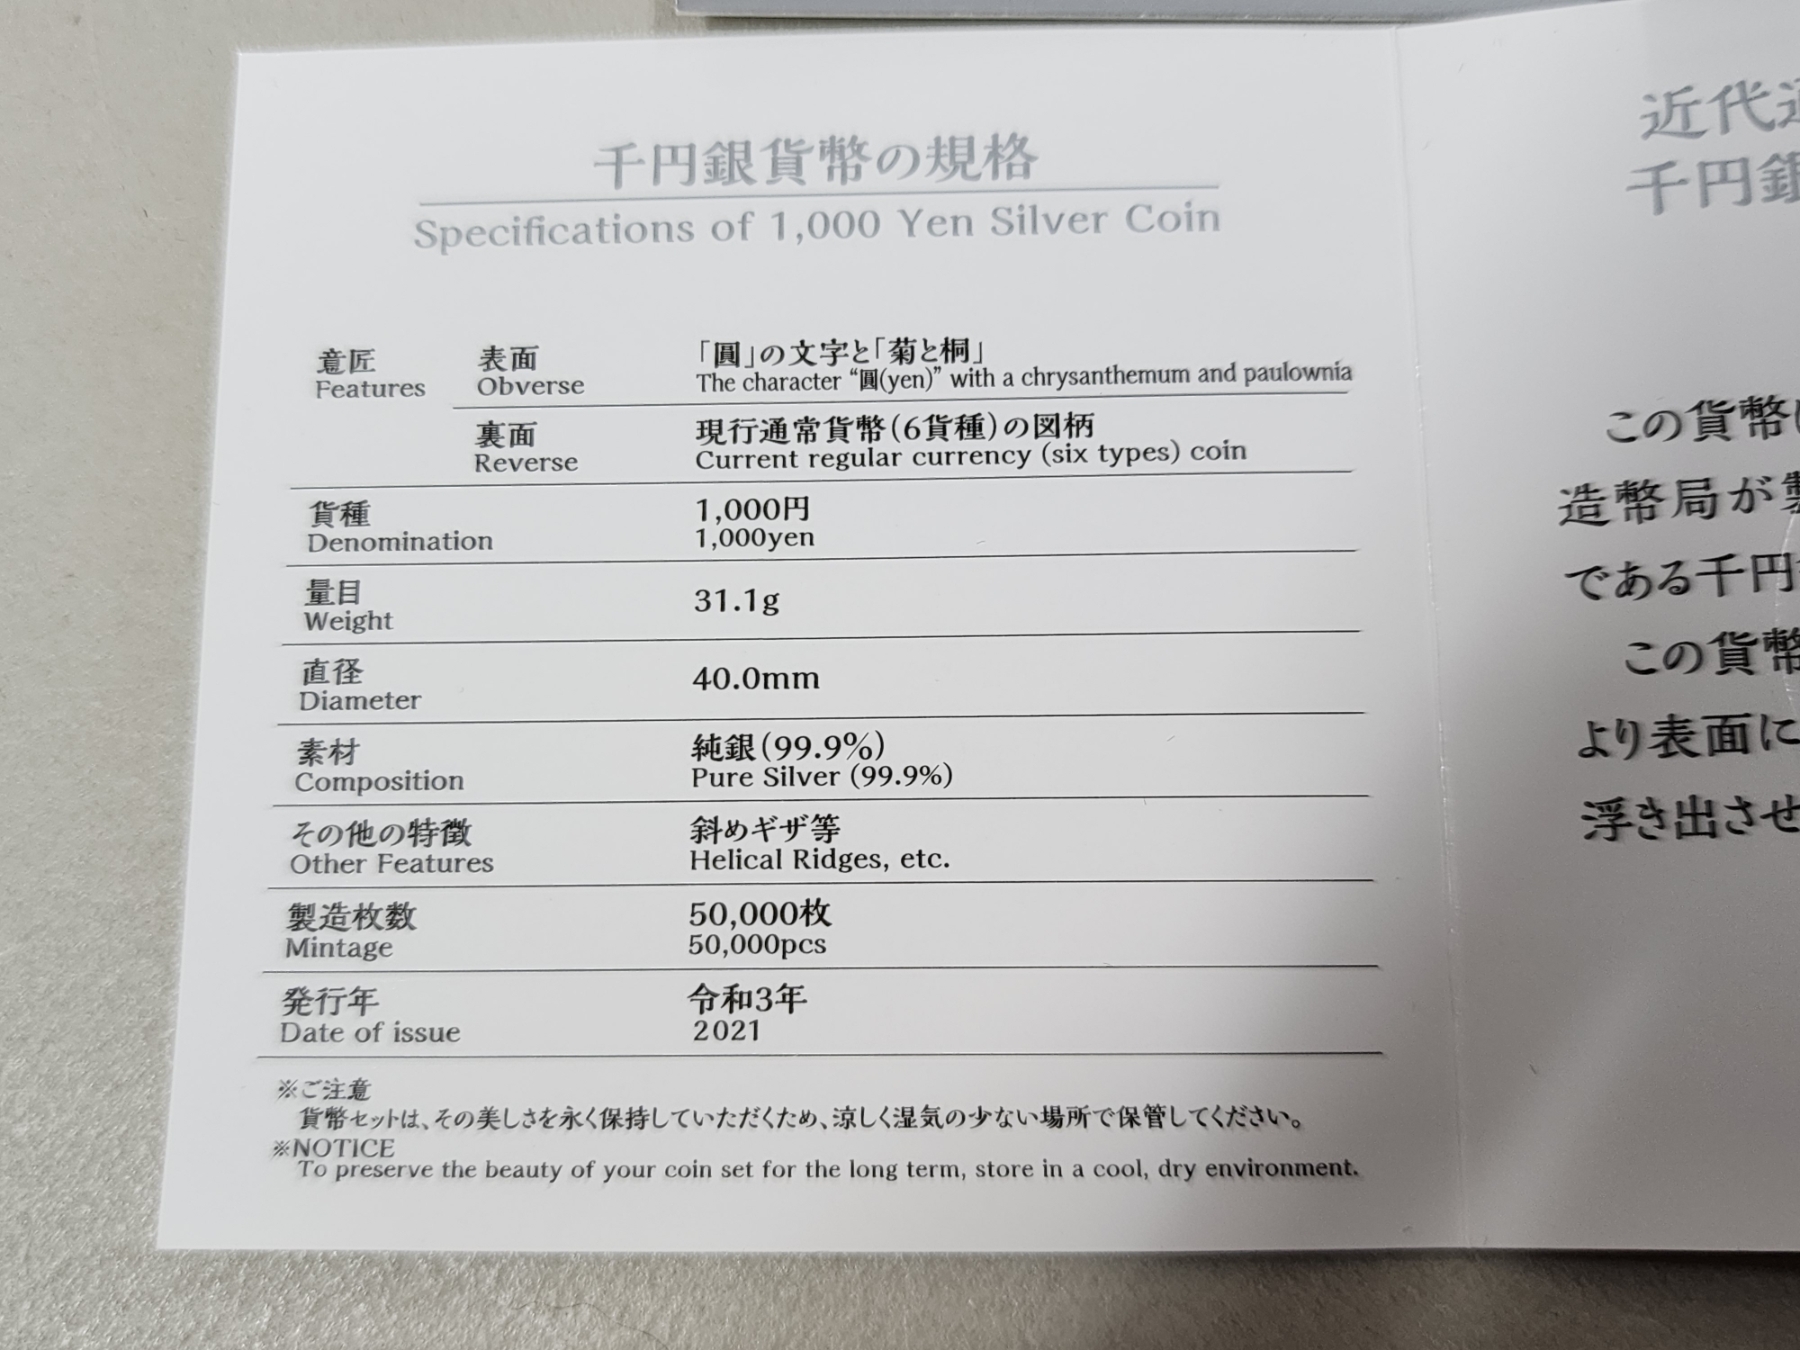 千円銀貨幣の規格
Specifications of 1,000 Yen Silver Coin
意匠 表面 「圓」の文字と「菊と桐」
Features Obverse The character “圓(yen)” with a chrysanthemum and paulownia
裏面 現行通常貨幣(6貨種)の図柄
Reverse Current regular currency (six types) coin
貨種 1,000円
Denomination 1,000yen
量目
Weight 31.1g
直径
Diameter 40.0mm
素材 純銀(99.9%)
Composition Pure Silver (99.9%)
その他の特徴 斜めギザ等
Other Features Helical Ridges, etc.
製造枚数 50,000枚
Mintage 50,000pcs
発行年 令和3年
Date of issue 2021
※ご注意
貨幣セットは、その美しさを永く保持していただくため、涼しく湿気の少ない場所で保管してください。
※NOTICE
To preserve the beauty of your coin set for the long term, store in a cool, dry environment.
近代
千円銀
この貨幣
造幣局が
である千円
この貨幣
より表面に
浮き出させ